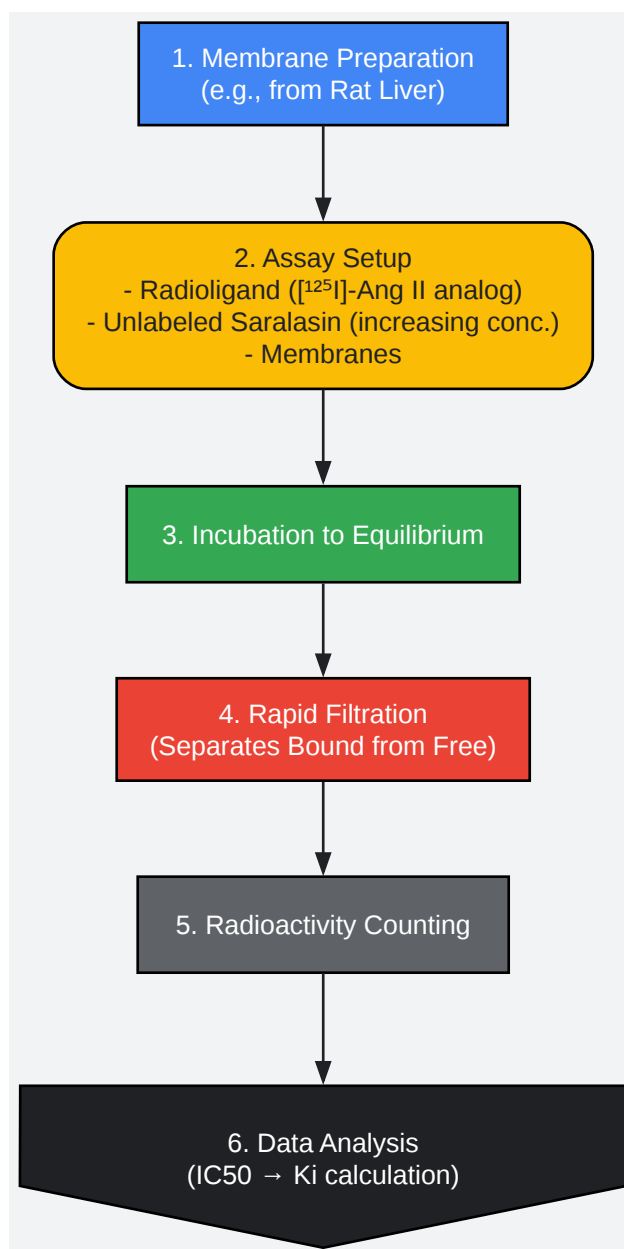 1. Membrane Preparation
(e.g., from Rat Liver)
2. Assay Setup
- Radioligand ([¹²⁵I]-Ang II analog)
- Unlabeled Saralasin (increasing conc.)
- Membranes
3. Incubation to Equilibrium
4. Rapid Filtration
(Separates Bound from Free)
5. Radioactivity Counting
6. Data Analysis
(IC50 → Ki calculation)